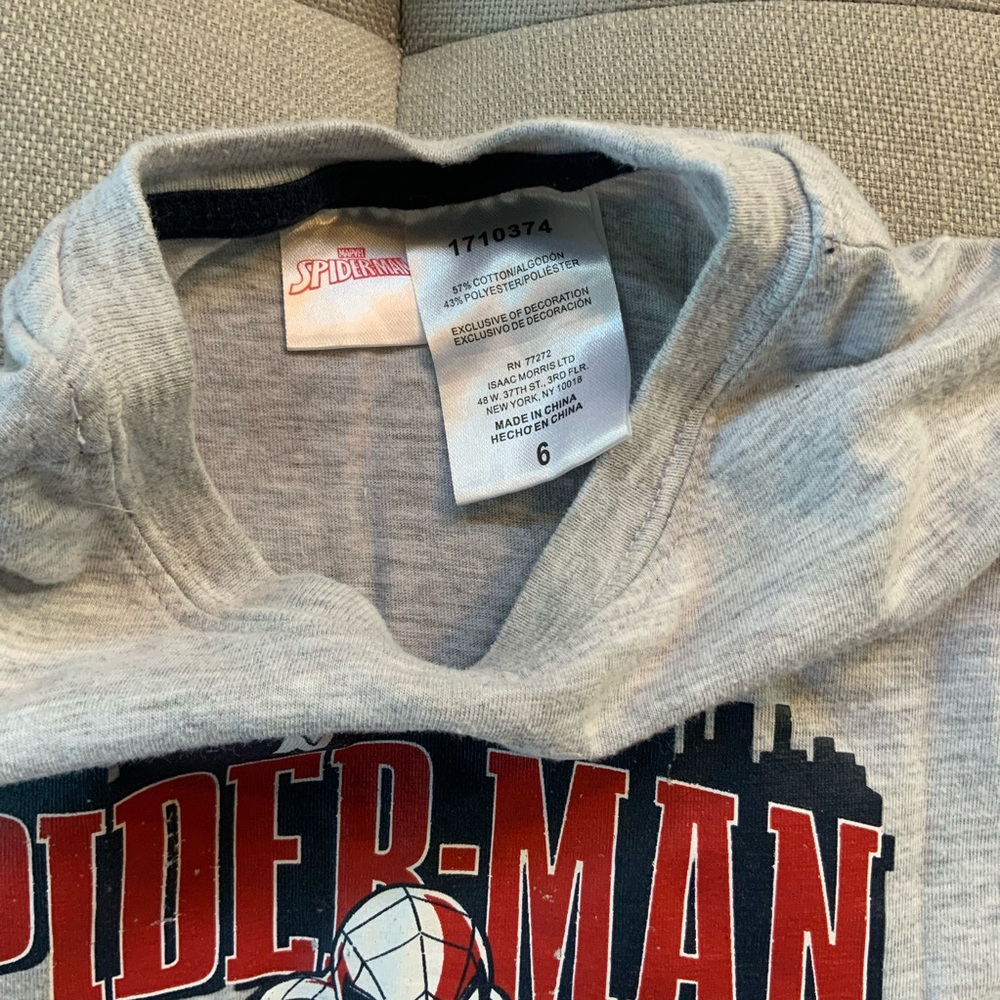 MARVEL
SPIDER-MAN
1710374
57% COTTON/ALGODÓN
43% POLYESTER/POLIÉSTER
EXCLUSIVE OF DECORATION
EXCLUSIVO DE DECORACIÓN
RN 77272
ISAAC MORRIS LTD
48 W. 37TH ST., 3RD FLR.
NEW YORK, NY 10018
MADE IN CHINA
HECHO EN CHINA
6
PIDER-MAN